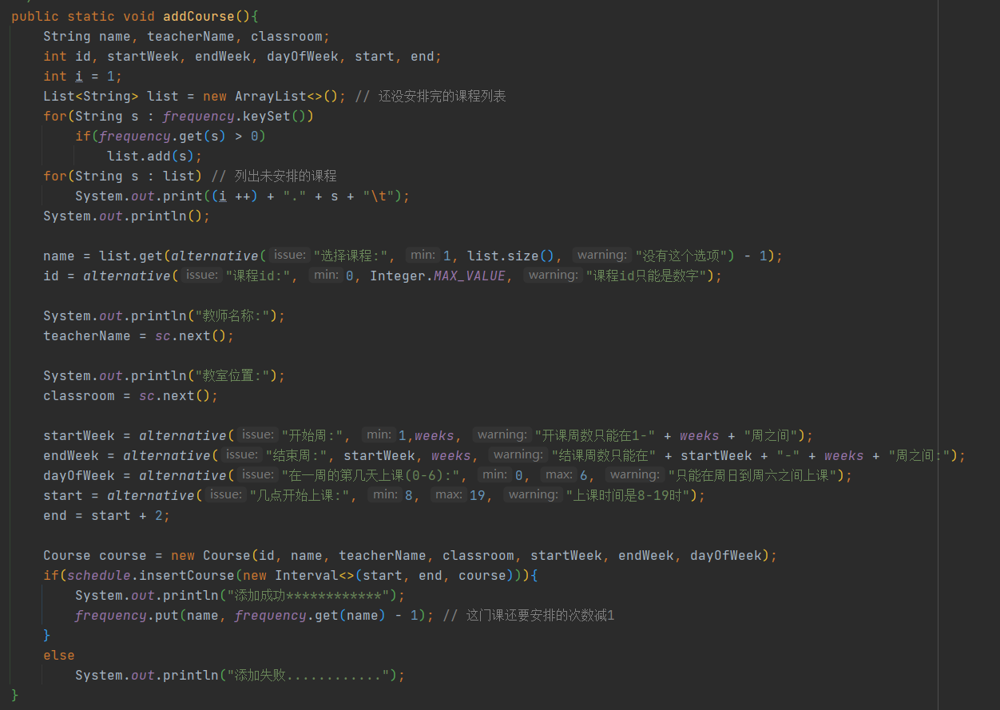 public static void addCourse(){
    String name, teacherName, classroom;
    int id, startWeek, endWeek, dayOfWeek, start, end;
    int i = 1;
    List<String> list = new ArrayList<>(); // 还没安排完的课程列表
    for(String s : frequency.keySet())
        if(frequency.get(s) > 0)
            list.add(s);
    for(String s : list) // 列出未安排的课程
        System.out.print((i ++) + "." + s + "\t");
    System.out.println();

    name = list.get(alternative( issue: "选择课程:", min: 1, list.size(), warning: "没有这个选项") - 1);
    id = alternative( issue: "课程id:", min: 0, Integer.MAX_VALUE, warning: "课程id只能是数字");

    System.out.println("教师名称:");
    teacherName = sc.next();

    System.out.println("教室位置:");
    classroom = sc.next();

    startWeek = alternative( issue: "开始周:", min: 1,weeks, warning: "开课周数只能在1-" + weeks + "周之间");
    endWeek = alternative( issue: "结束周:", startWeek, weeks, warning: "结课周数只能在" + startWeek + "-" + weeks + "周之间:");
    dayOfWeek = alternative( issue: "在一周的第几天上课(0-6):", min: 0, max: 6, warning: "只能在周日到周六之间上课");
    start = alternative( issue: "几点开始上课:", min: 8, max: 19, warning: "上课时间是8-19时");
    end = start + 2;

    Course course = new Course(id, name, teacherName, classroom, startWeek, endWeek, dayOfWeek);
    if(schedule.insertCourse(new Interval<>(start, end, course))){
        System.out.println("添加成功************");
        frequency.put(name, frequency.get(name) - 1); // 这门课还要安排的次数减1
    }
    else
        System.out.println("添加失败............");
}